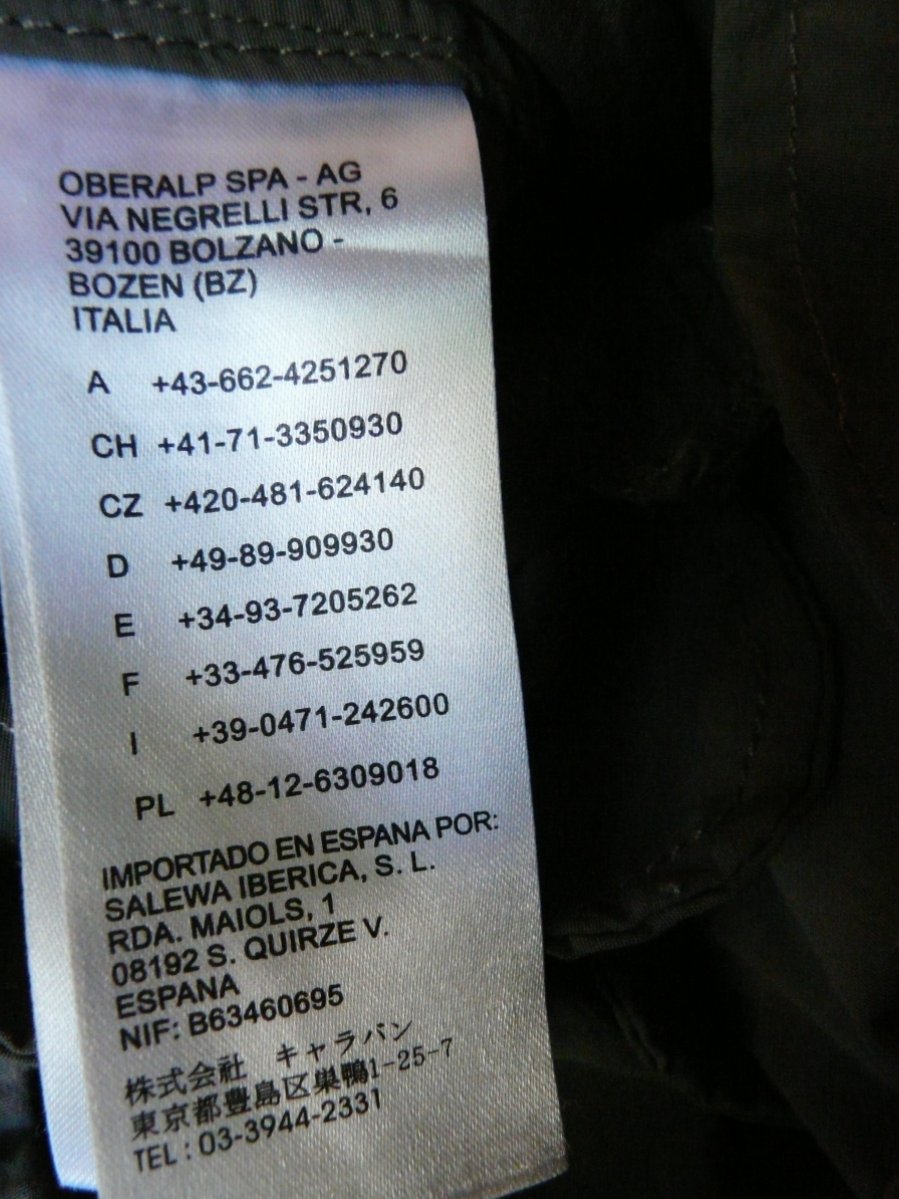 OBERALP SPA - AG
VIA NEGRELLI STR, 6
39100 BOLZANO -
BOZEN (BZ)
ITALIA
A +43-662-4251270
CH +41-71-3350930
CZ +420-481-624140
D +49-89-909930
E +34-93-7205262
F +33-476-525959
I +39-0471-242600
PL +48-12-6309018
IMPORTADO EN ESPANA POR:
SALEWA IBERICA, S. L.
RDA. MAIOLS, 1
08192 S. QUIRZE V.
ESPANA
NIF: B63460695
株式会社 キャラバン
東京都豊島区巣鴨1-25-7
TEL : 03-3944-2331